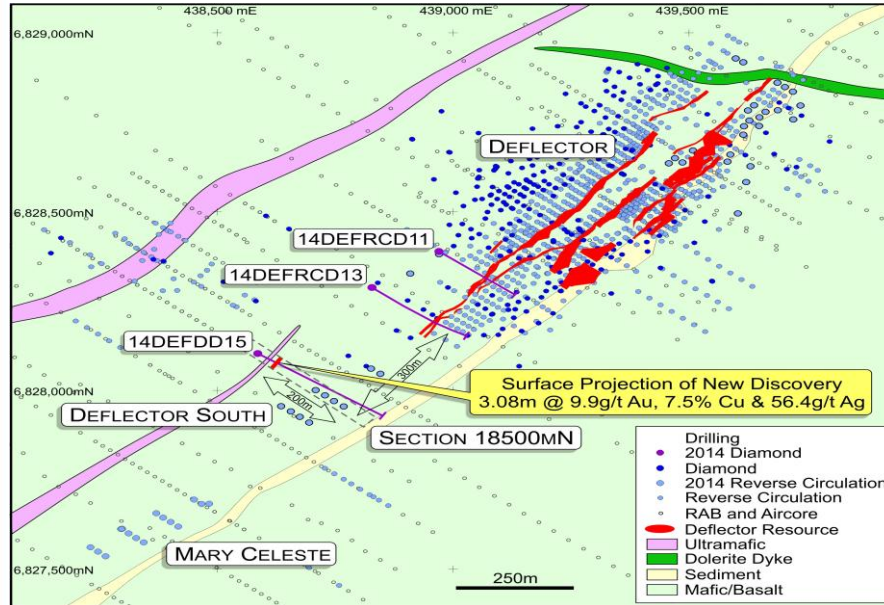 438,500 mE
439,000 mE
439,500 mE
6,829,000mN
DEFLECTOR
6,828,500mN
14DEFRCD11
14DEFRCD13
14DEFDD15
300m
6,828,000mN
Surface Projection of New Discovery
3.08m @ 9.9g/t Au, 7.5% Cu & 56.4g/t Ag
200m
DEFLECTOR SOUTH
SECTION 18500MN
Drilling
2014 Diamond
Diamond
2014 Reverse Circulation
Reverse Circulation
RAB and Aircore
Deflector Resource
Ultramafic
Dolerite Dyke
Sediment
Mafic/Basalt
MARY CELESTE
6,827,500mN
250m